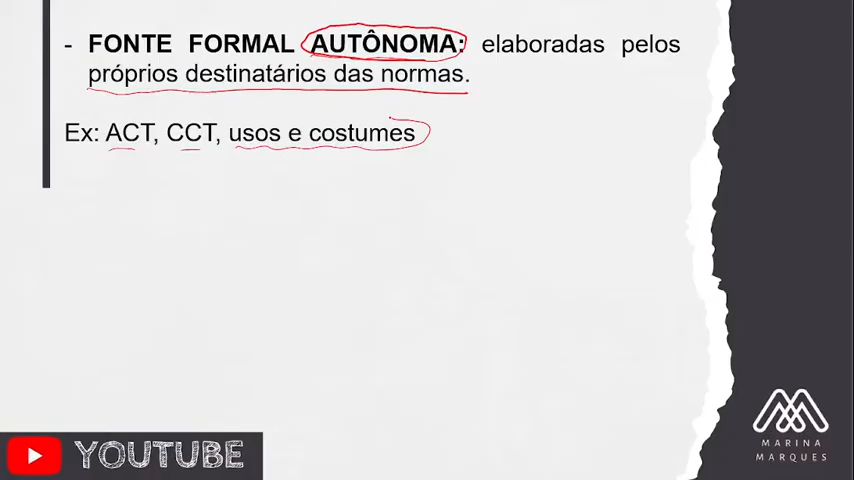 - FONTE FORMAL AUTÔNOMA: elaboradas pelos
próprios destinatários das normas.
Ex: ACT, CCT, usos e costumes
YOUTUBE
MARINA
MARQUES